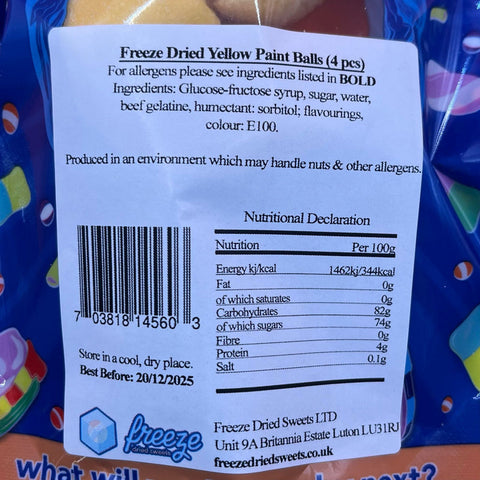 Freeze Dried Yellow Paint Balls (4 pcs)
For allergens please see ingredients listed in BOLD
Ingredients: Glucose-fructose syrup, sugar, water,
beef gelatine, humectant: sorbitol; flavourings,
colour: E100.
Produced in an environment which may handle nuts & other allergens.
Nutritional Declaration
Nutrition Per 100g
Energy kj/kcal 1462kj/344kcal
Fat 0g
of which saturates 0g
Carbohydrates 82g
of which sugars 74g
Fibre 0g
Protein 4g
Salt 0.1g
7 03818 14560 3
Store in a cool, dry place.
Best Before: 20/12/2025
freeze
dried sweets
Freeze Dried Sweets LTD
Unit 9A Britannia Estate Luton LU31RJ
freezedriedsweets.co.uk
what will next?